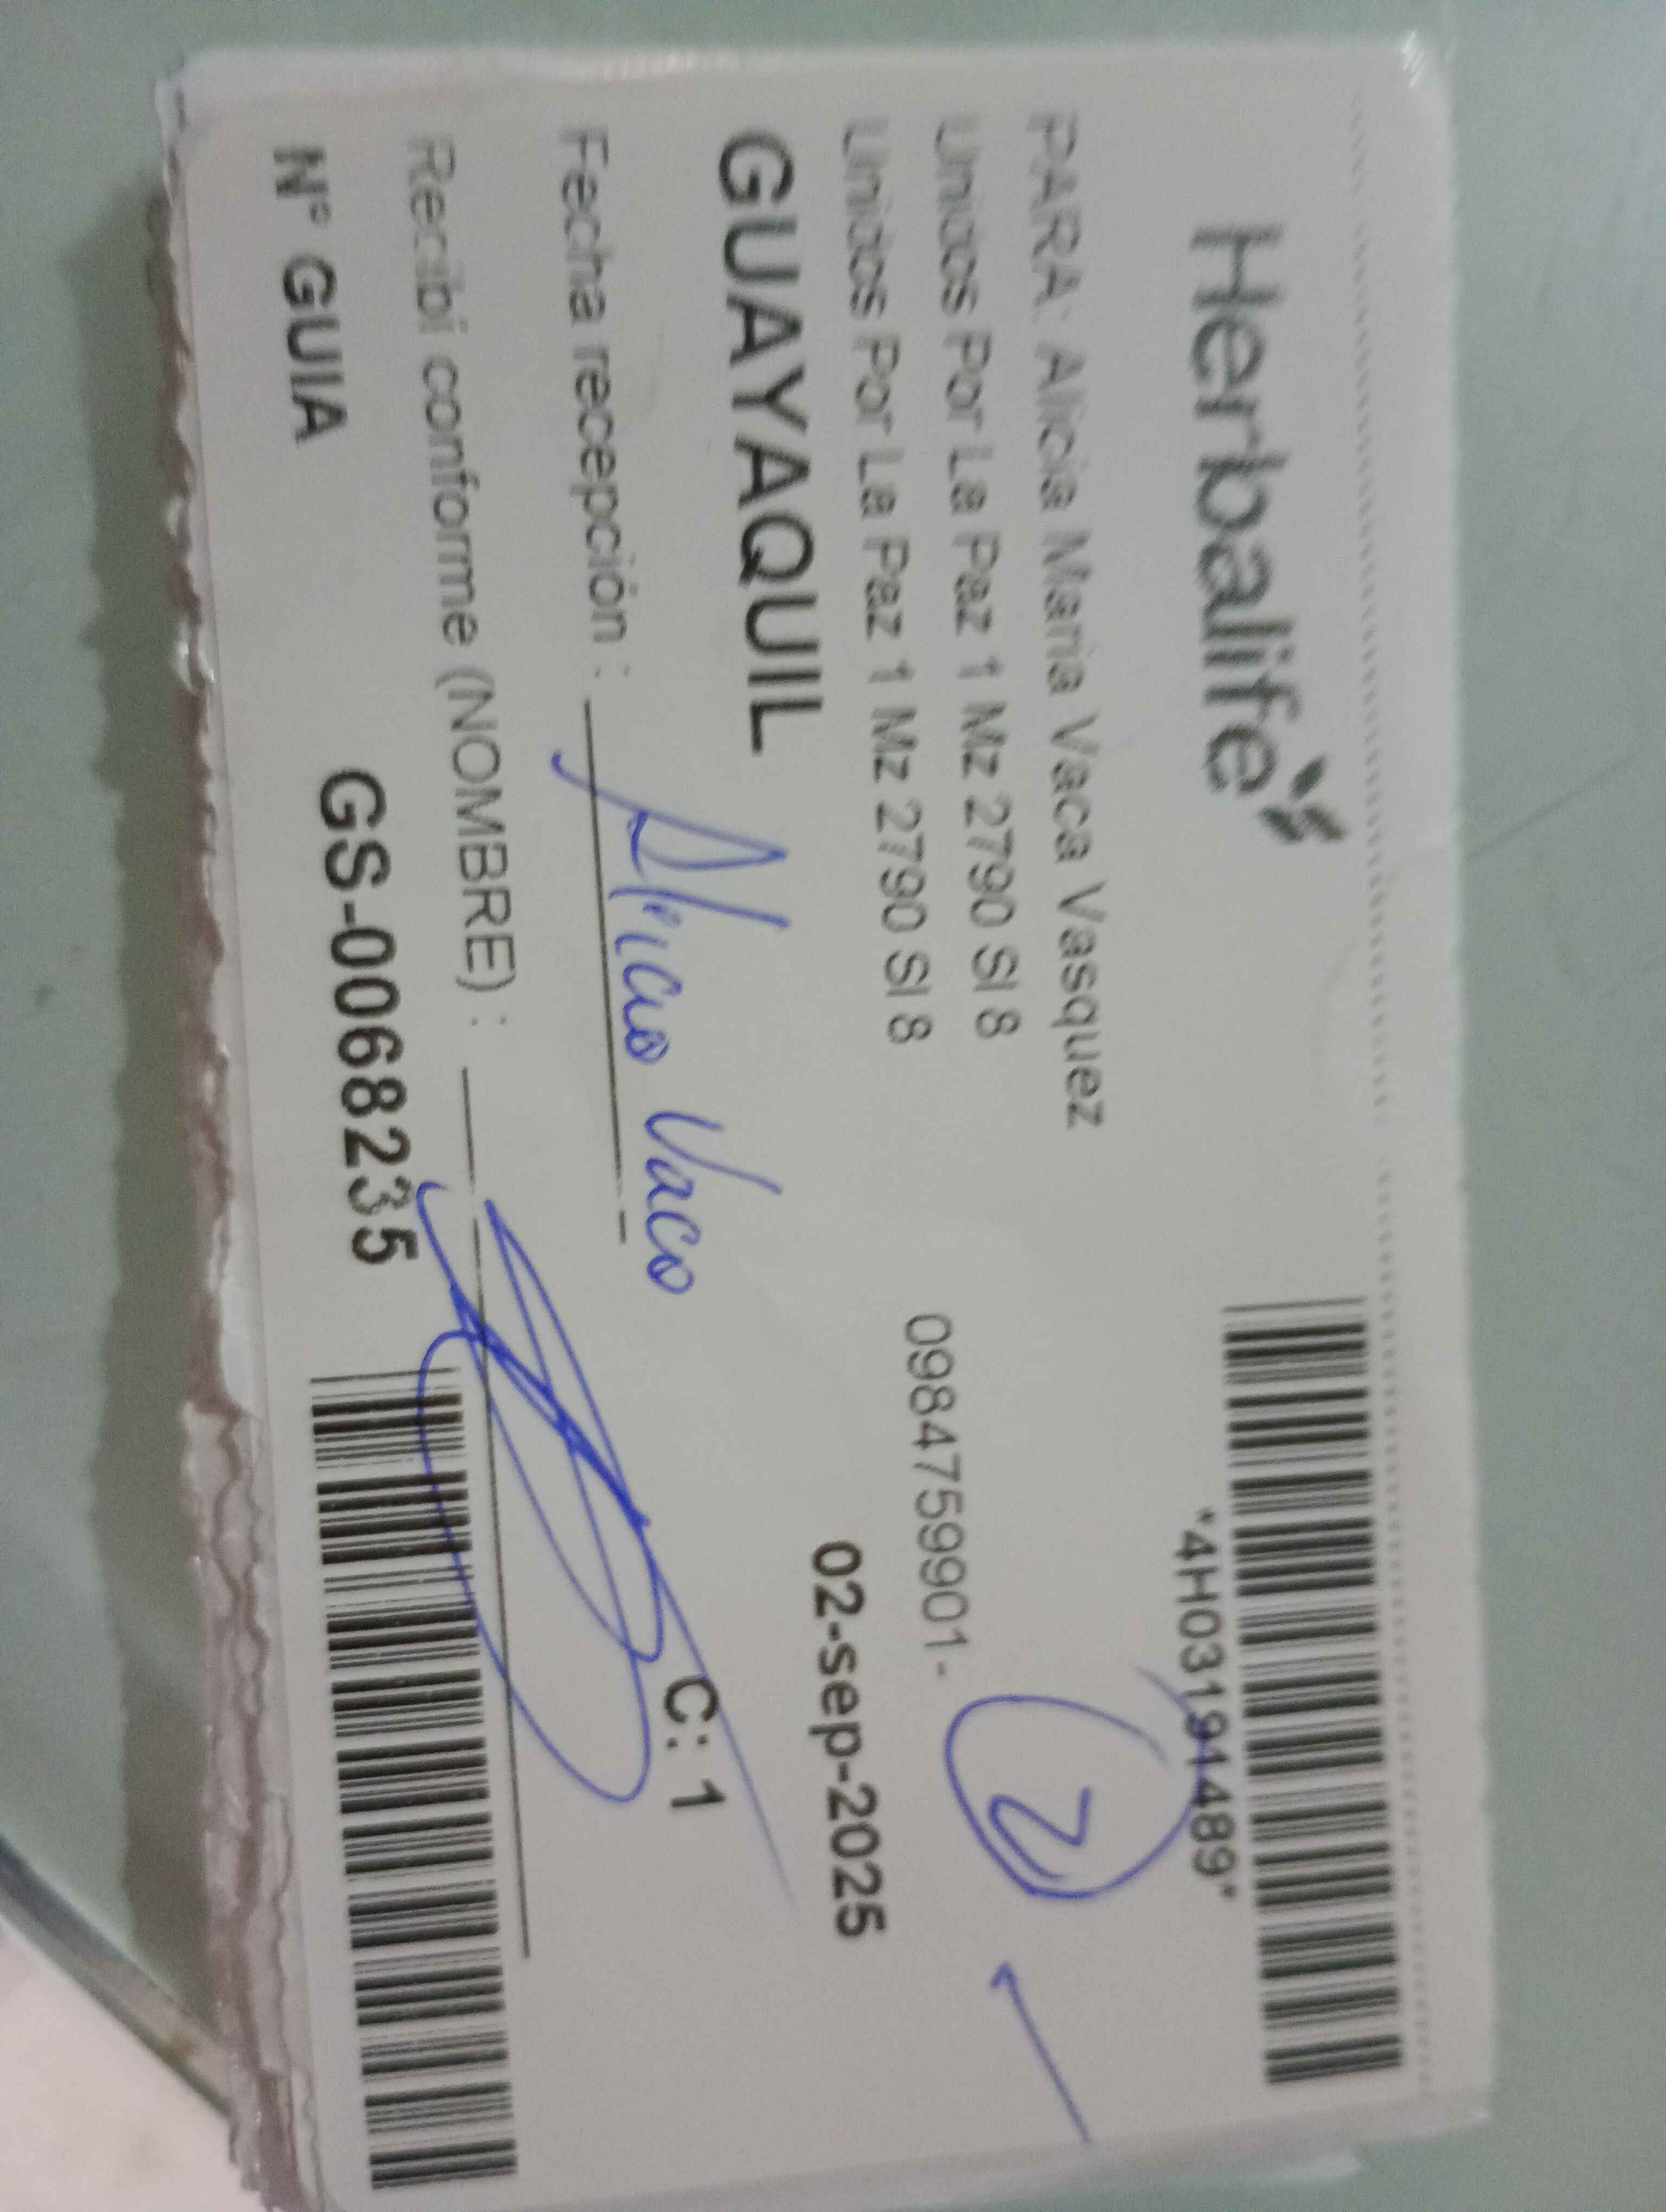 Herbalife
*4H03191489*
PARA: Alicia Maria Vaca Vasquez
Unidos Por La Paz 1 Mz 2790 Sl 8
Unidos Por La Paz 1 Mz 2790 Sl 8
0984759901-
2
GUAYAQUIL
02-sep-2025
Fecha recepción : Alicia Vaca
C: 1
Recibí conforme (NOMBRE) :
N° GUIA GS-0068235